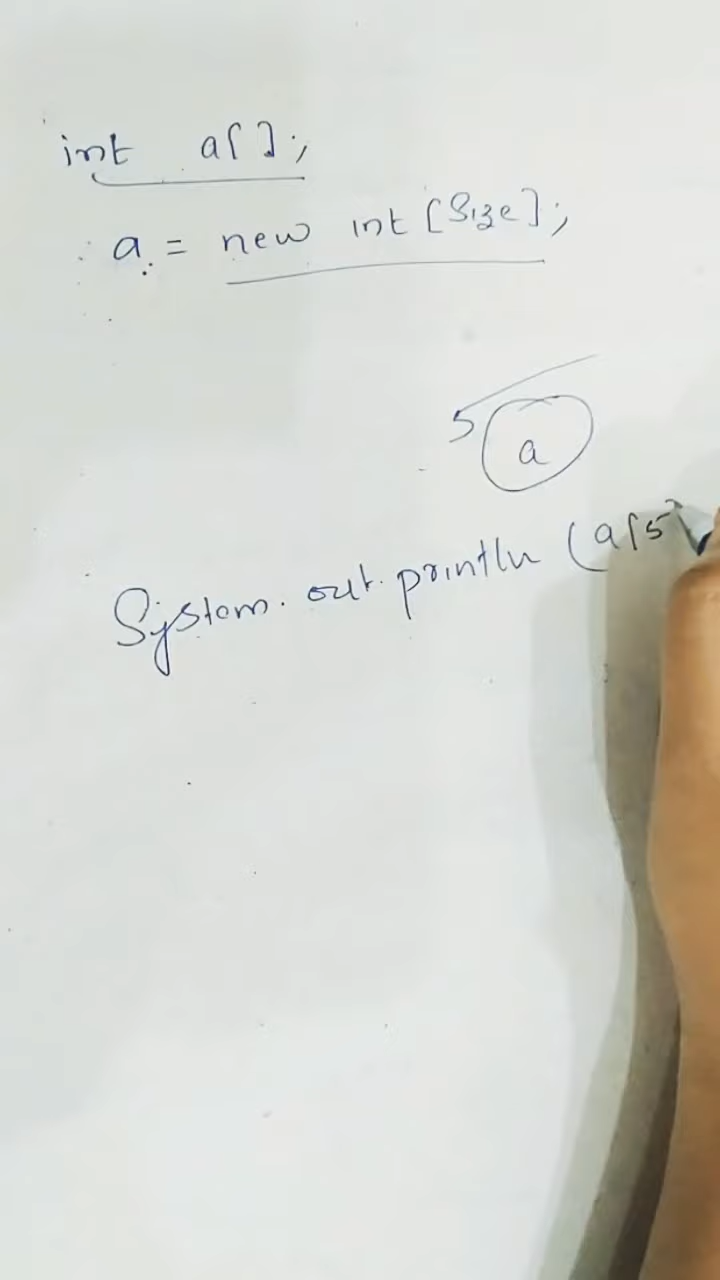 int a[];
a = new int [Size];
5
a
System.out.println (a[5]